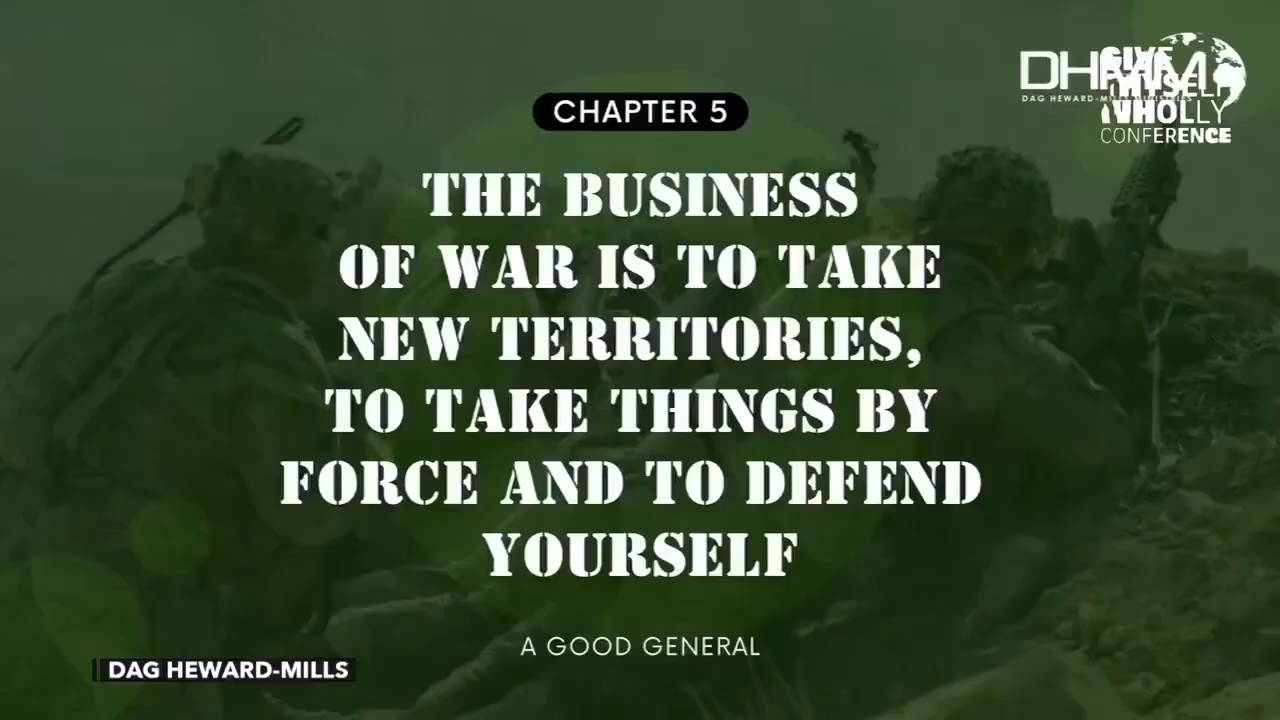 CHAPTER 5
THE BUSINESS
OF WAR IS TO TAKE
NEW TERRITORIES,
TO TAKE THINGS BY
FORCE AND TO DEFEND
YOURSELF
A GOOD GENERAL
DAG HEWARD-MILLS
CONFERENCE